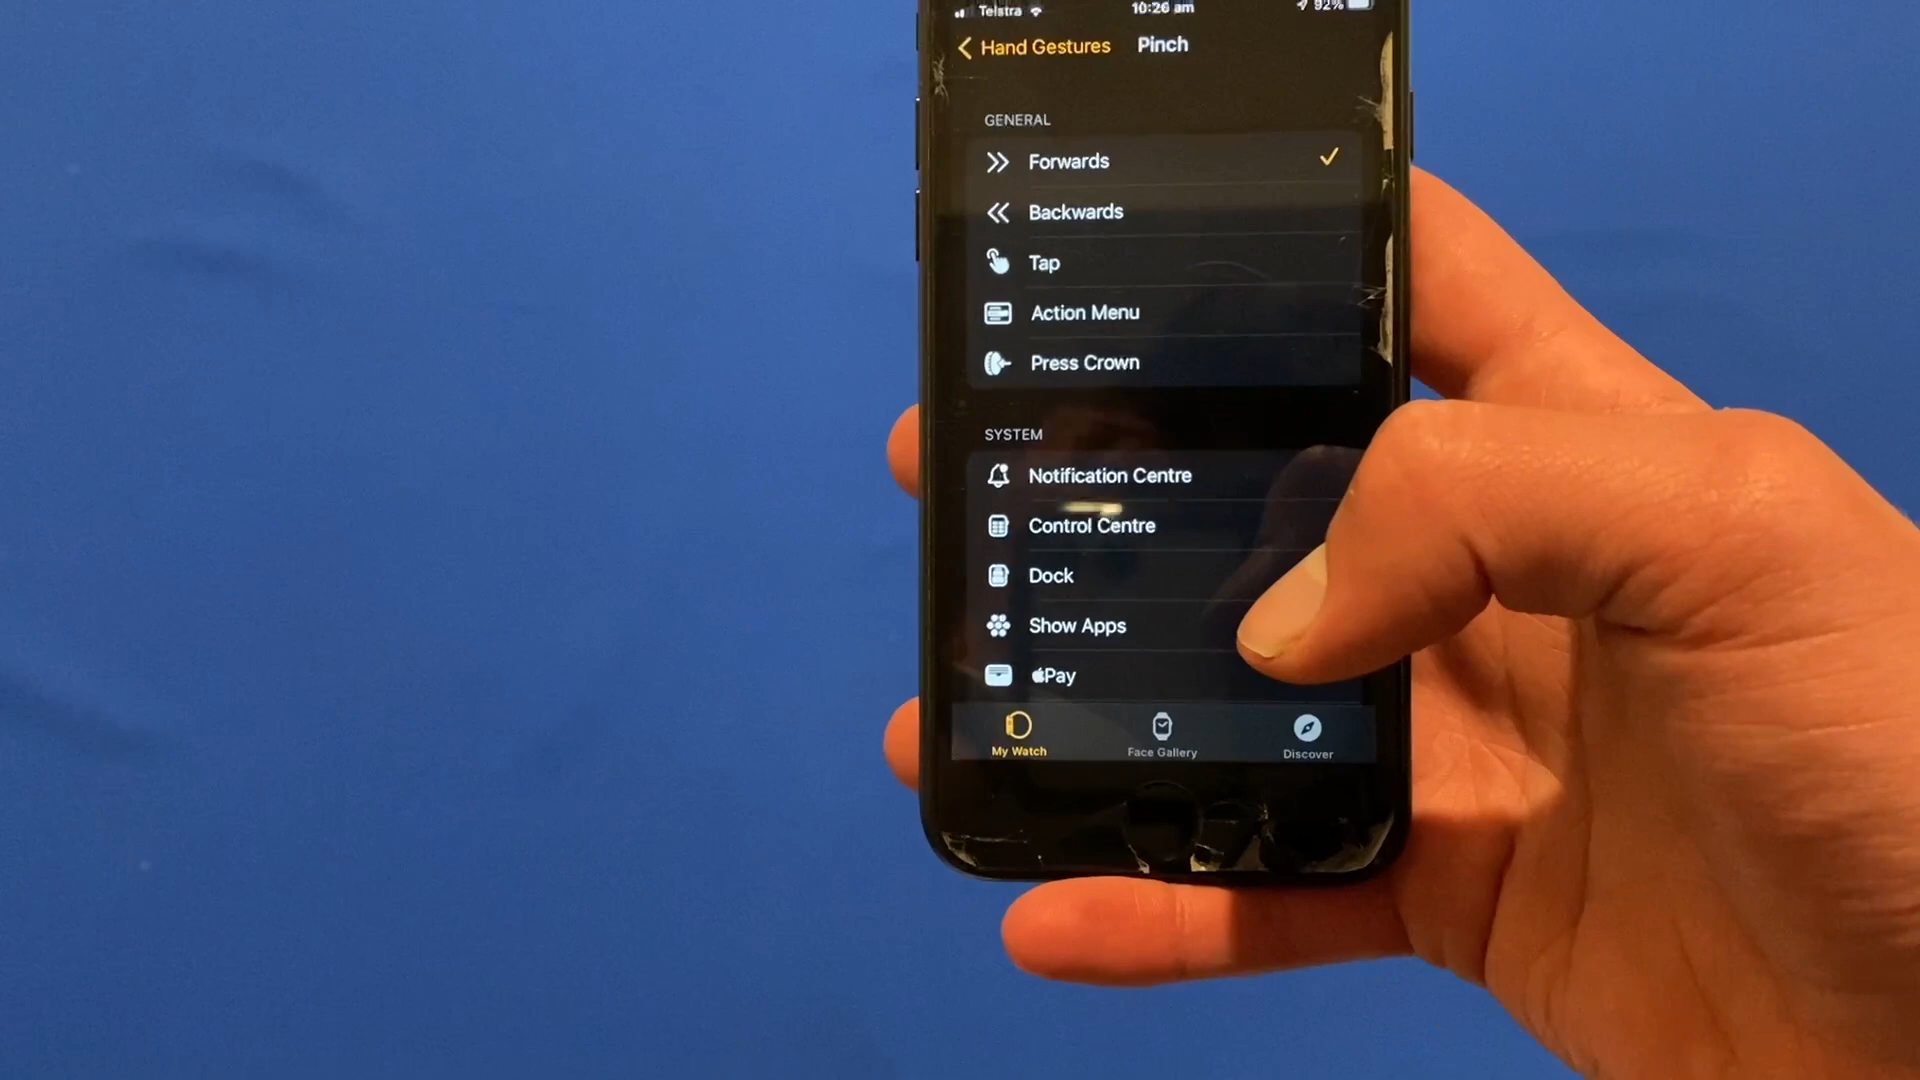 Telstra 10:26 am 92%
Hand Gestures Pinch
GENERAL
Forwards
Backwards
Tap
Action Menu
Press Crown
SYSTEM
Notification Centre
Control Centre
Dock
Show Apps
Pay
My Watch Face Gallery Discover